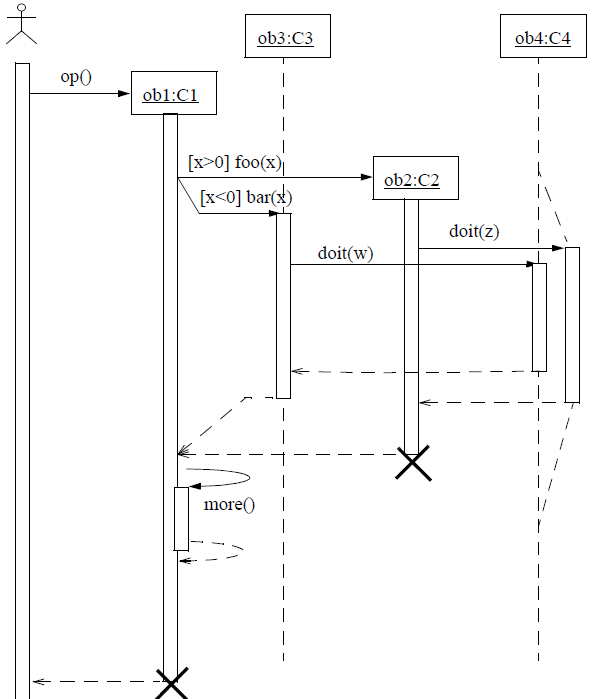 ob3:C3
ob4:C4
op()
ob1:C1
[x>0] foo(x)
ob2:C2
[x<0] bar(x)
doit(z)
doit(w)
more()